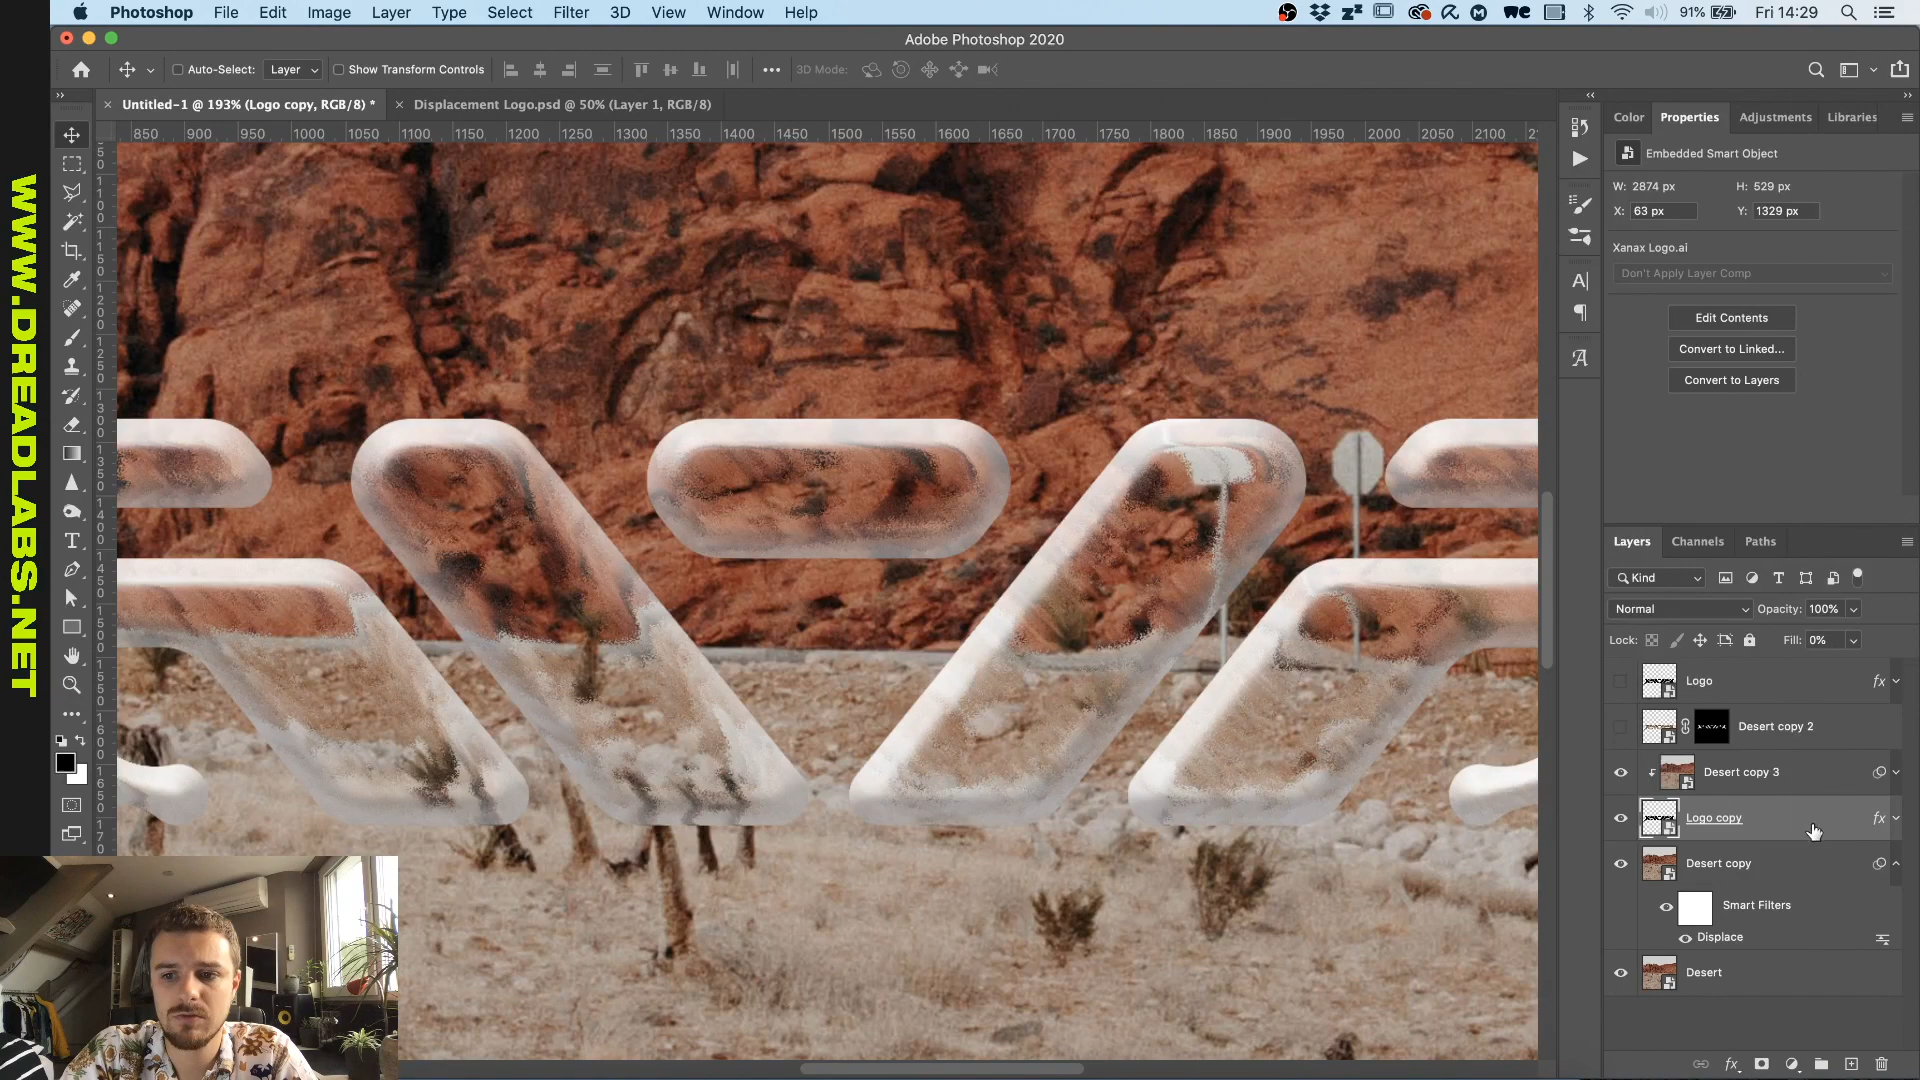 Photoshop File Edit Image Layer Type Select Filter 3D View Window Help 91% Fri 14:29
Adobe Photoshop 2020
Auto-Select: Layer Show Transform Controls 3D Mode:
Untitled-1 @ 193% (Logo copy, RGB/8) * Displacement Logo.psd @ 50% (Layer 1, RGB/8)
850 900 950 1000 1050 1100 1150 1200 1250 1300 1350 1400 1450 1500 1550 1600 1650 1700 1750 1800 1850 1900 1950 2000 2050 2100
Color Properties Adjustments Libraries
Embedded Smart Object
W: 2874 px H: 529 px
X: 63 px Y: 1329 px
Xanax Logo.ai
Don't Apply Layer Comp
Edit Contents
Convert to Linked...
Convert to Layers
Layers Channels Paths
Kind
Normal Opacity: 100%
Lock: Fill: 0%
Logo fx
Desert copy 2
Desert copy 3
Logo copy fx
Desert copy
Smart Filters
Displace
Desert
fx
WWW.DREADLABS.NET